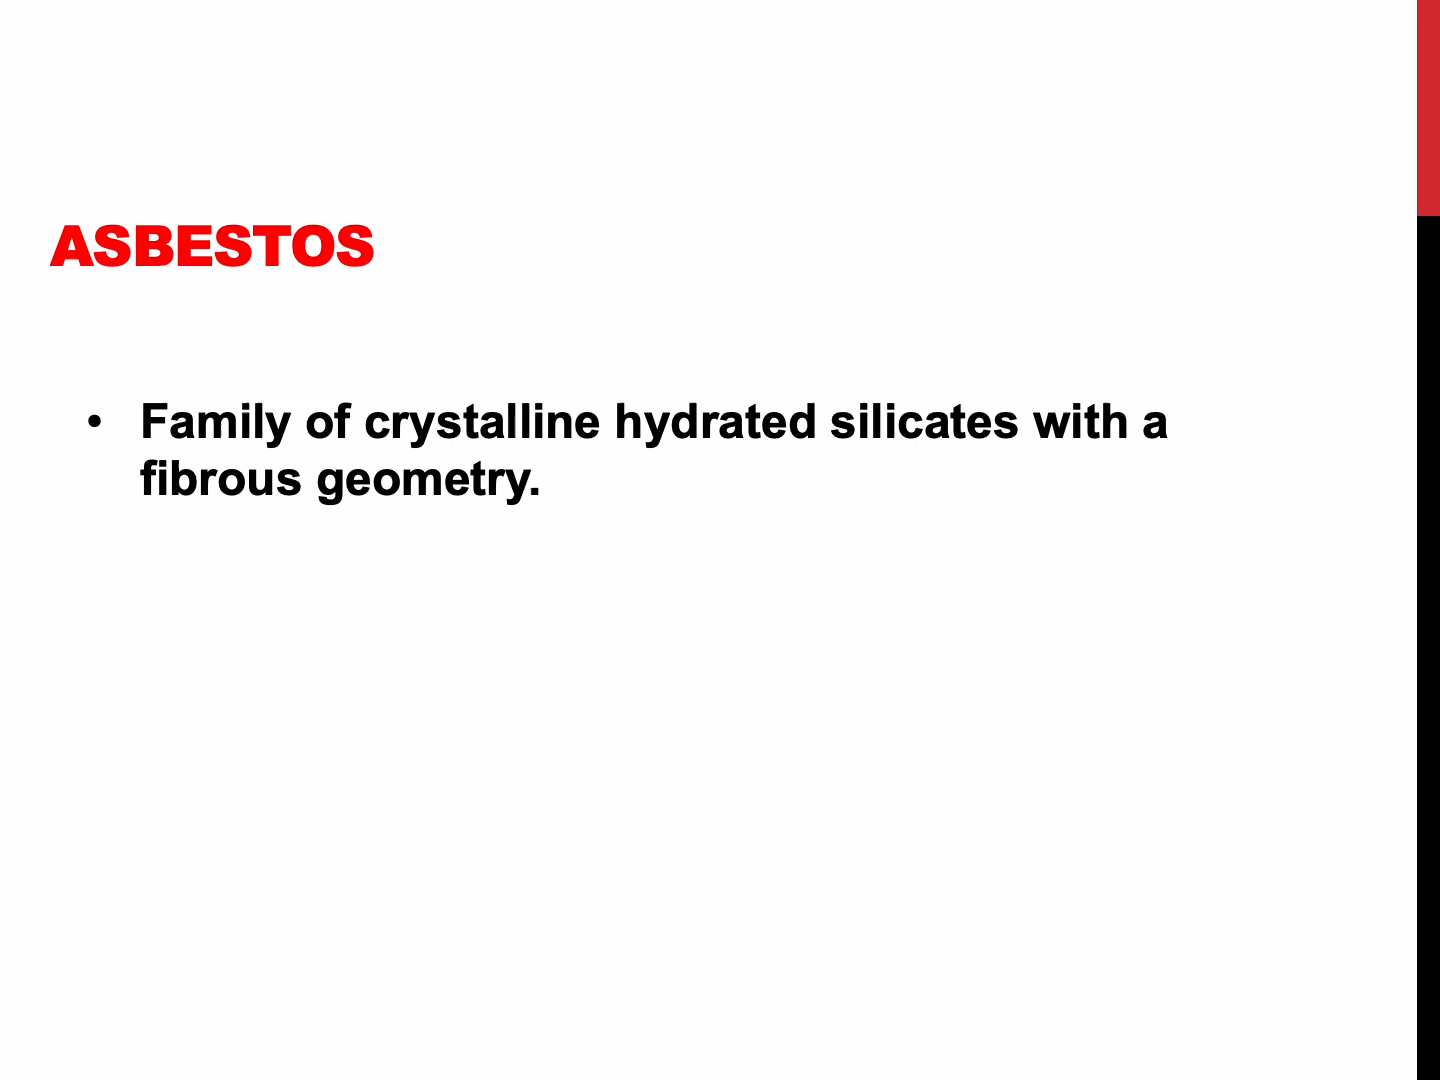 ASBESTOS
• Family of crystalline hydrated silicates with a
fibrous geometry.